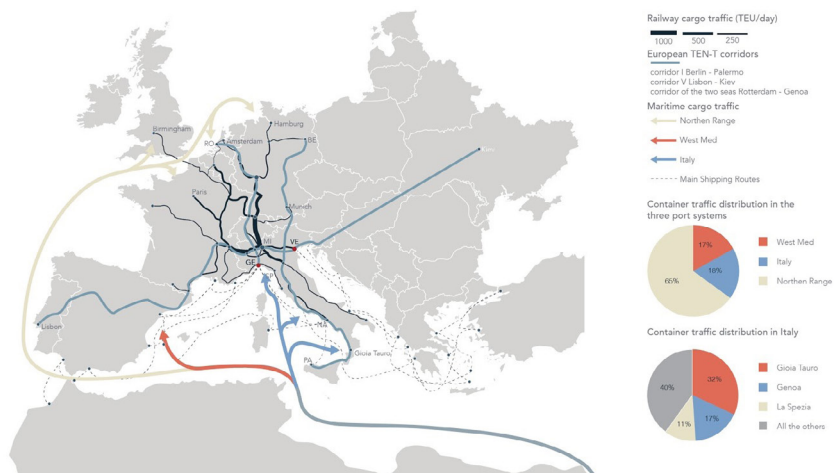 Railway cargo traffic (TEU/day)
1000 500 250
European TEN-T corridors
corridor I Berlin - Palermo
corridor V Lisbon - Kiev
corridor of the two seas Rotterdam - Genoa
Maritime cargo traffic
Northen Range
West Med
Italy
Main Shipping Routes
Container traffic distribution in the
three port systems
17%
18%
65%
West Med
Italy
Northen Range
Container traffic distribution in Italy
32%
17%
11%
40%
Gioia Tauro
Genoa
La Spezia
All the others
Birmingham
Hamburg
RO
Amsterdam
BE
Kiev
Paris
Munich
MI
VE
GE
Lisbon
NA
Gioia Tauro
PA